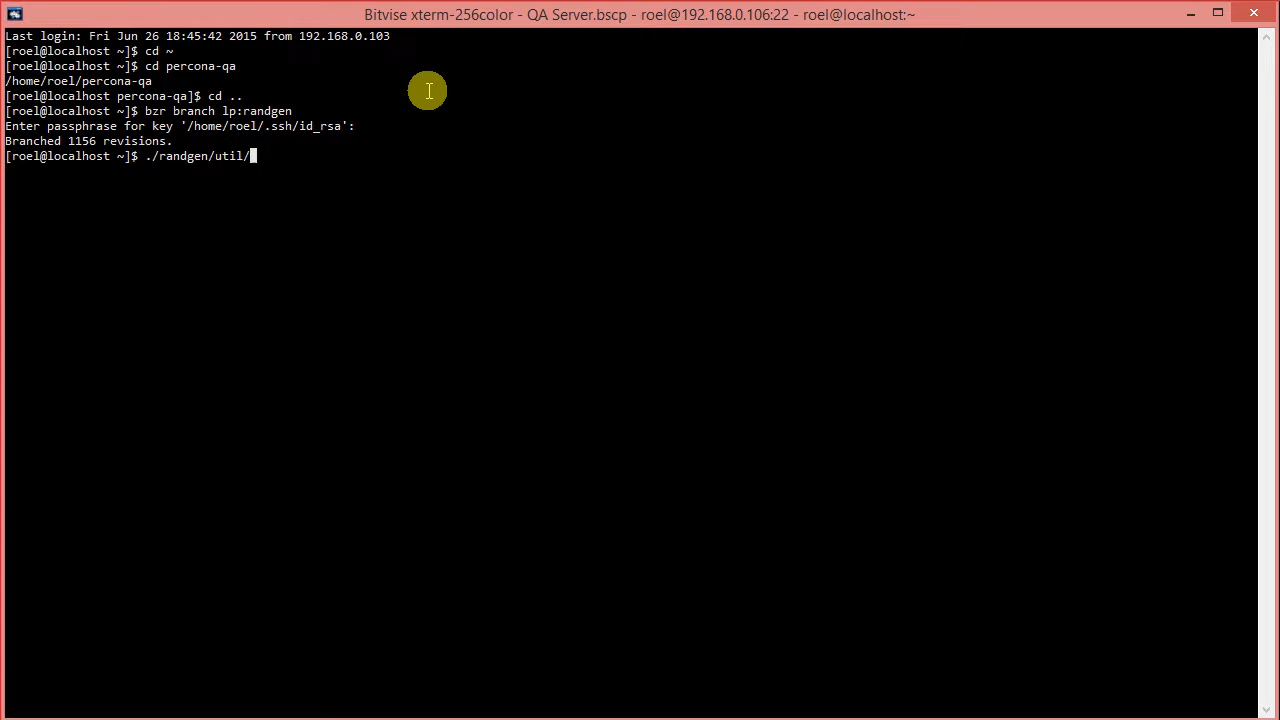 Bitvise xterm-256color - QA Server.bscp - roel@192.168.0.106:22 - roel@localhost:~
Last login: Fri Jun 26 18:45:42 2015 from 192.168.0.103
[roel@localhost ~]$ cd ~
[roel@localhost ~]$ cd percona-qa
/home/roel/percona-qa
[roel@localhost percona-qa]$ cd ..
[roel@localhost ~]$ bzr branch lp:randgen
Enter passphrase for key '/home/roel/.ssh/id_rsa':
Branched 1156 revisions.
[roel@localhost ~]$ ./randgen/util/